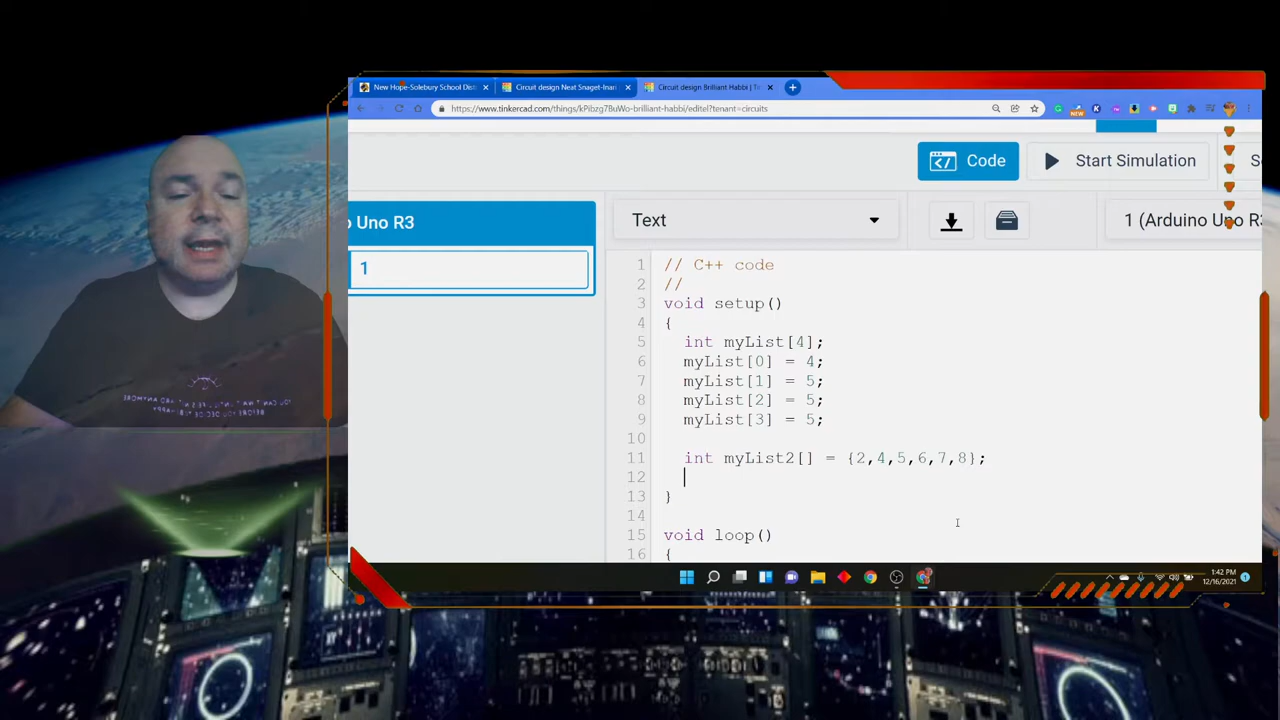 New Hope-Solebury School Dist
Circuit design Neat Snaget-Inar
Circuit design Brilliant Habbi | Ti
https://www.tinkercad.com/things/kPibzg7BuWo-brilliant-habbi/editel?tenant=circuits
NEW
Code
Start Simulation
o Uno R3
1
Text
1 (Arduino Uno R3
1 // C++ code
2 //
3 void setup()
4 {
5 int myList[4];
6 myList[0] = 4;
7 myList[1] = 5;
8 myList[2] = 5;
9 myList[3] = 5;
10
11 int myList2[] = {2,4,5,6,7,8};
12
13 }
14
15 void loop()
16 {
1:42 PM
12/16/2021